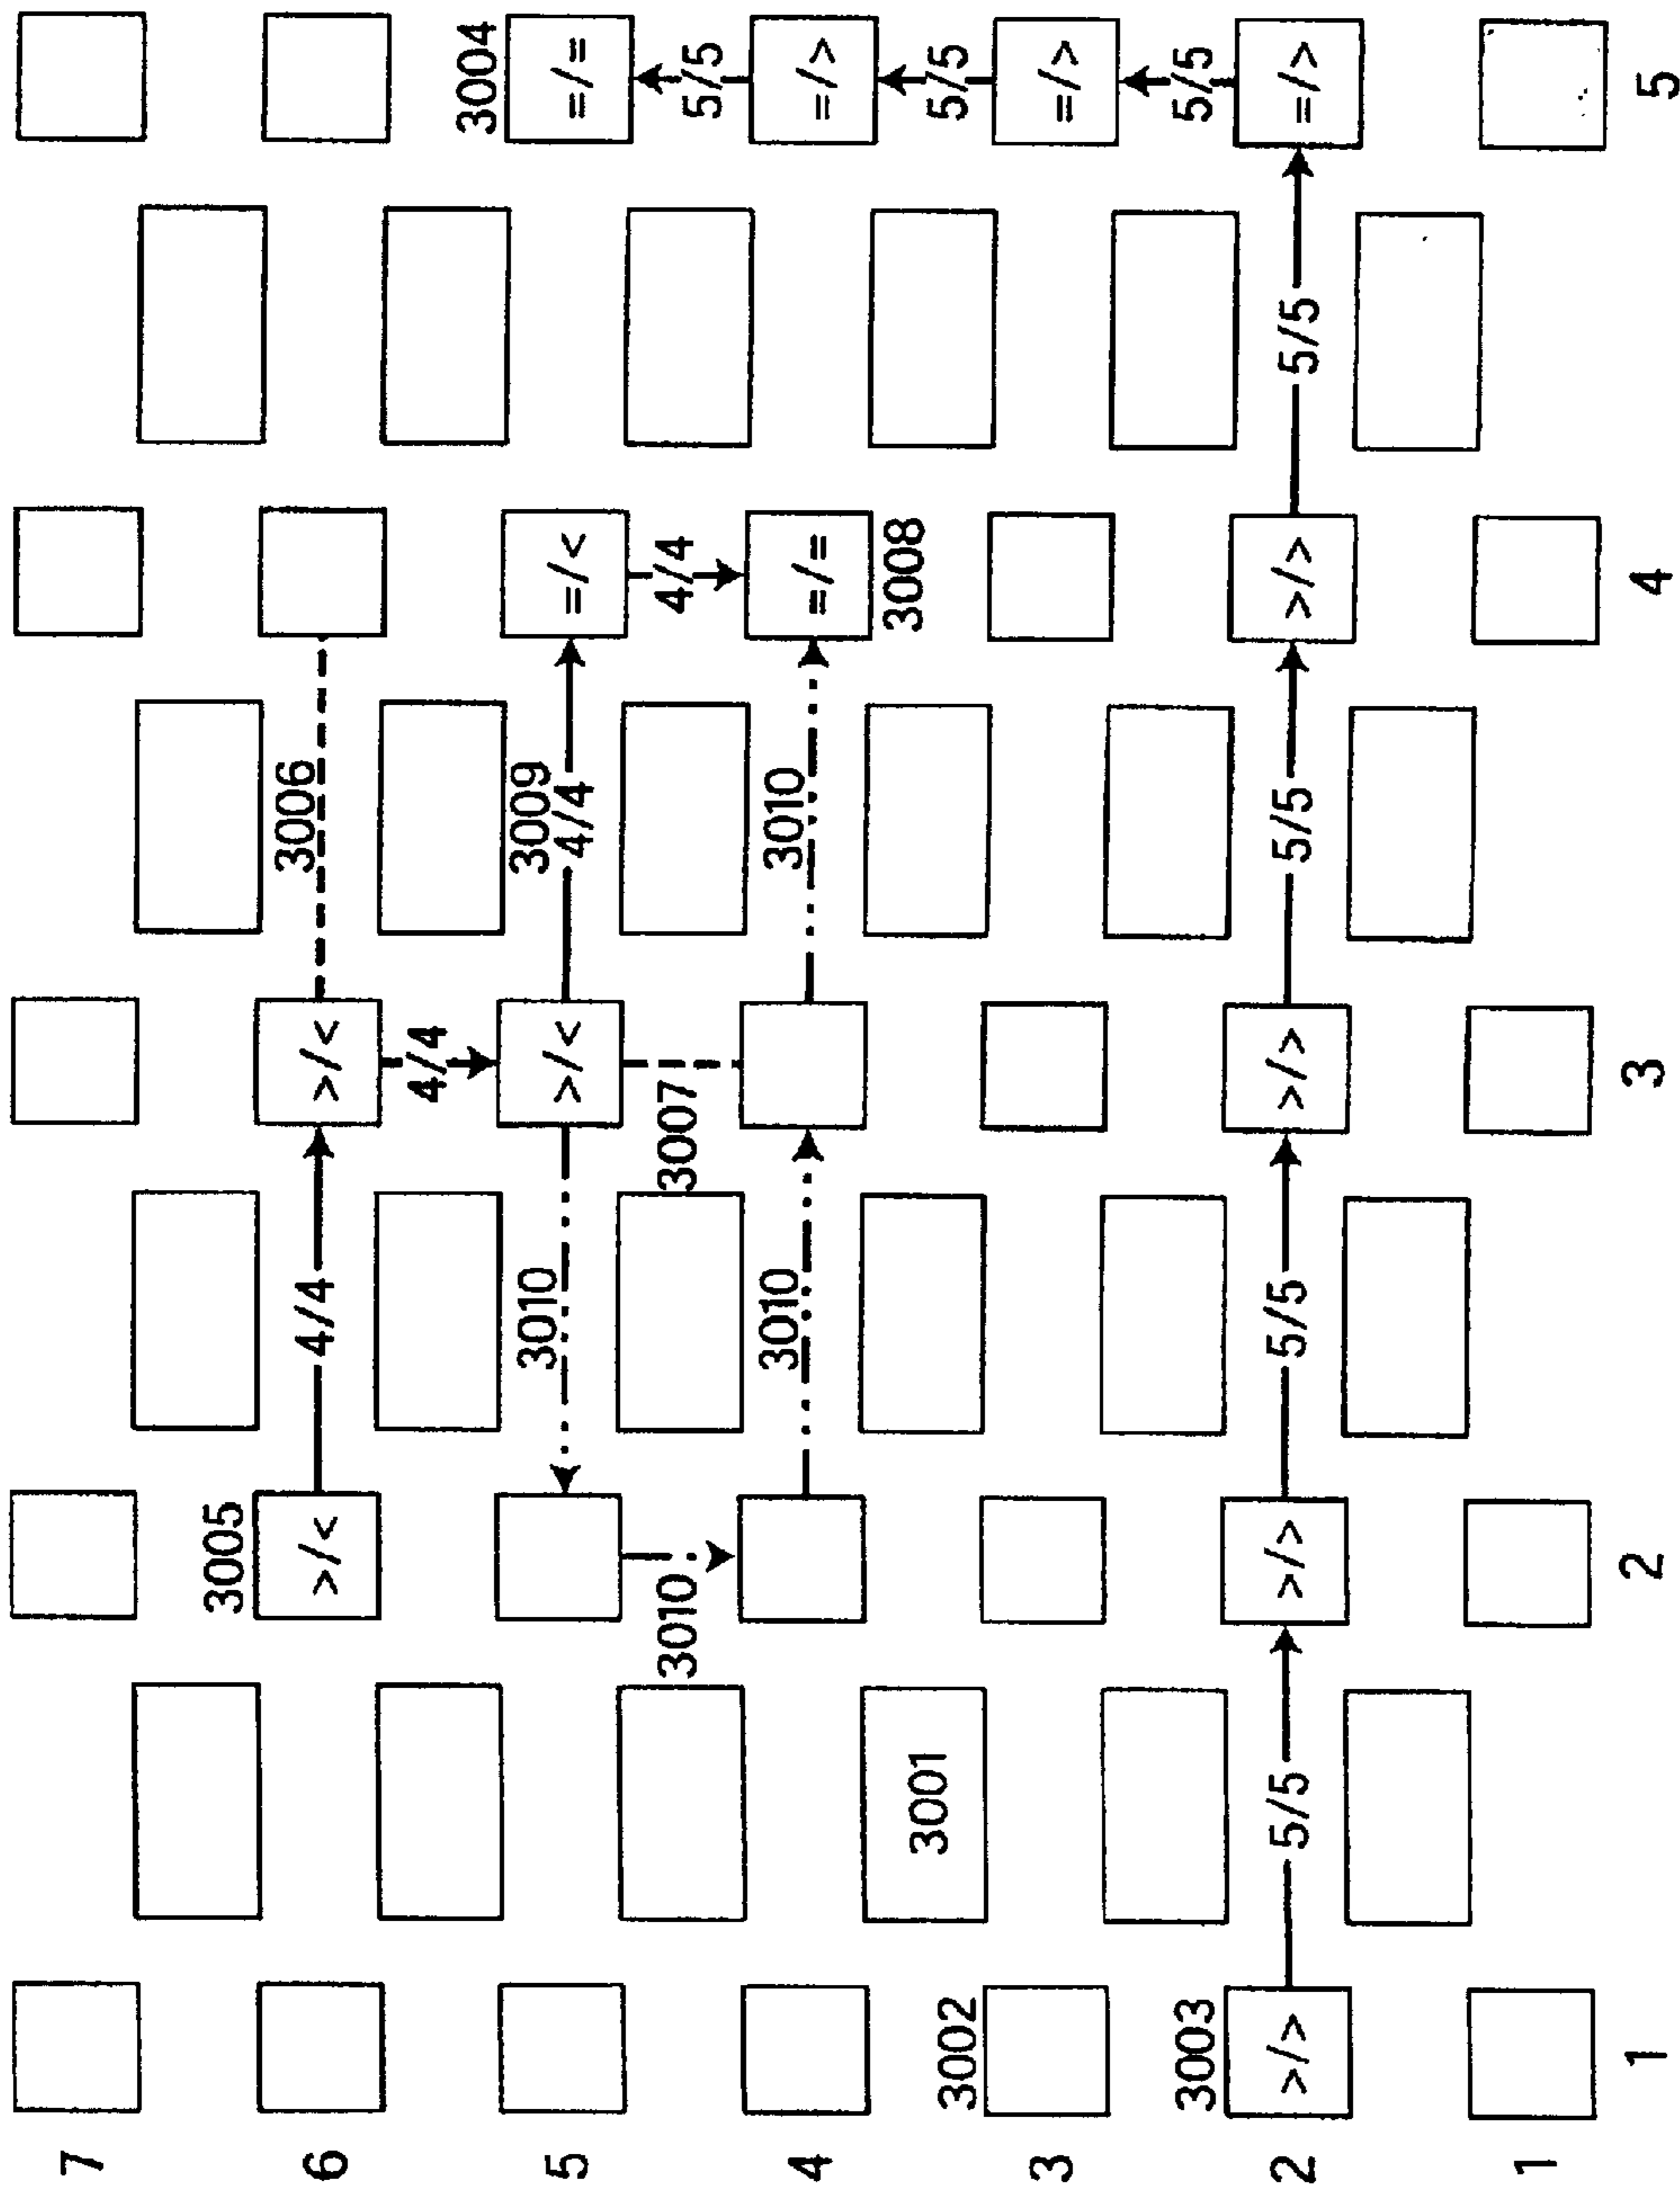 7
3005
3006
6 >/< 4/4 >/<
4/4
3004
3010 3009
5 >/< 4/4 =/< =/=
3010 3007 4/4 5/5
3010 3010
4 =/= =/>
3008
3001 5/5
3002
3 =/>
3003 5/5
2 >/> 5/5 >/> 5/5 >/> 5/5 >/> 5/5 =/>
1
1 2 3 4 5